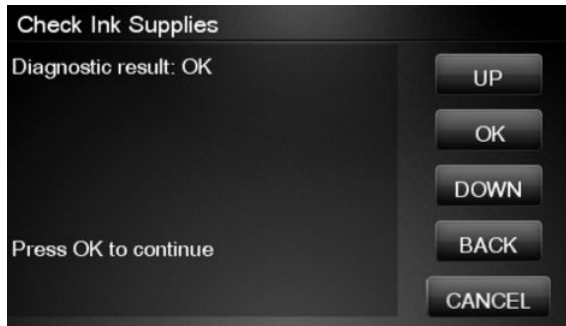 Check Ink Supplies
Diagnostic result: OK
UP
OK
DOWN
Press OK to continue
BACK
CANCEL